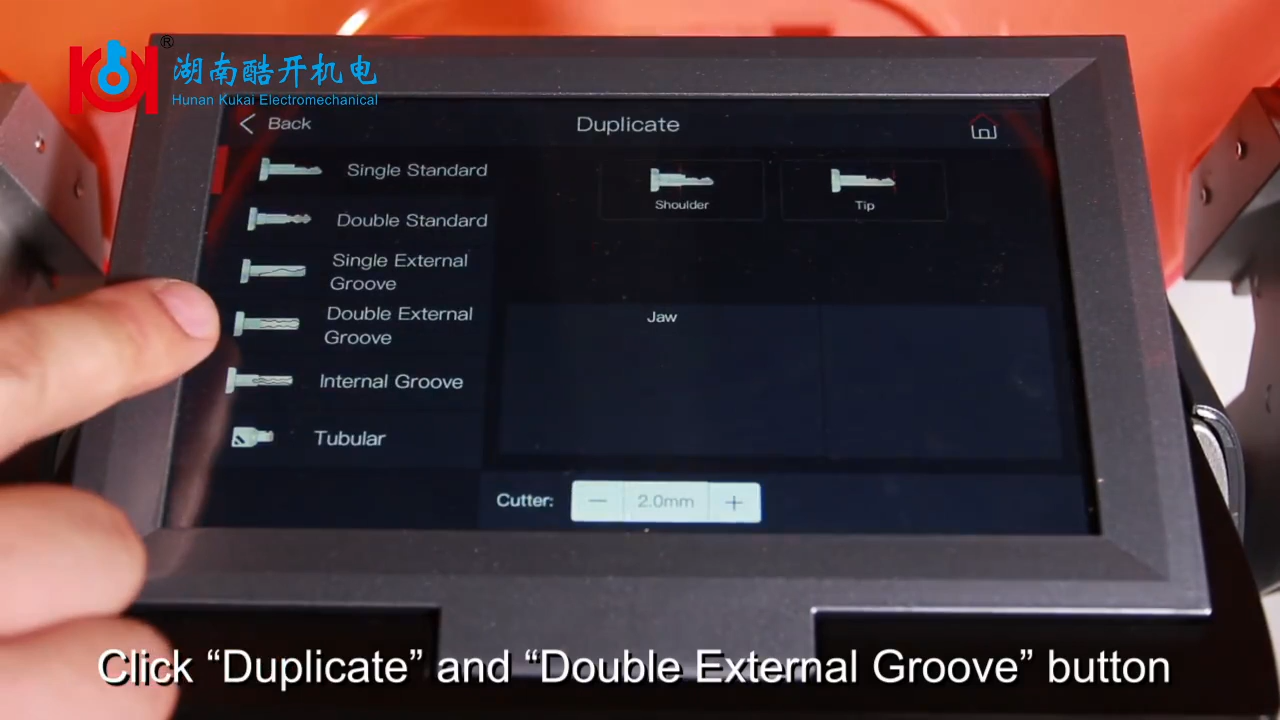 ®
湖南酷开机电
Hunan Kukai Electromechanical
Back
Duplicate
Single Standard
Double Standard
Single External
Groove
Double External
Groove
Internal Groove
Tubular
Shoulder
Tip
Jaw
Cutter: — 2.0mm +
Click “Duplicate” and “Double External Groove” button